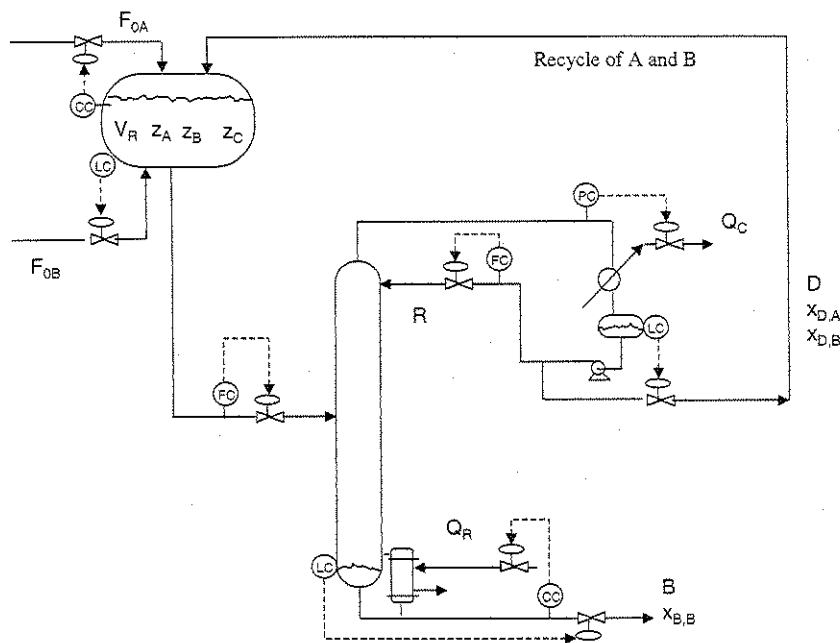 F0A
Recycle of A and B
CC
VR ZA ZB ZC
LC
F0B
PC
QC
FC
R
LC
D
xD,A
xD,B
FC
QR
LC
CC
B
xB,B